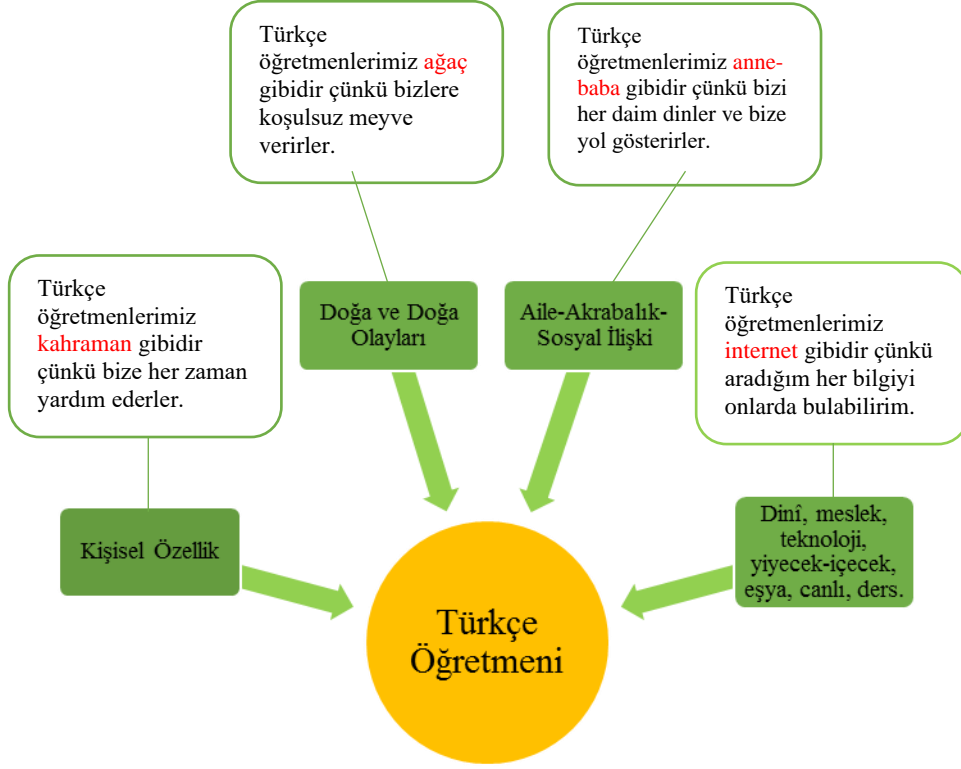 Türkçe
öğretmenlerimiz ağaç
gibidir çünkü bizlere
koşulsuz meyve
verirler.
Türkçe
öğretmenlerimiz anne-
baba gibidir çünkü bizi
her daim dinler ve bize
yol gösterirler.
Türkçe
öğretmenlerimiz
kahraman gibidir
çünkü bize her zaman
yardım ederler.
Doğa ve Doğa
Olayları
Aile-Akrabalık-
Sosyal İlişki
Türkçe
öğretmenlerimiz
internet gibidir çünkü
aradığım her bilgiyi
onlarda bulabilirim.
Kişisel Özellik
Dinî, meslek,
teknoloji,
yiyecek-içecek,
eşya, canlı, ders.
Türkçe
Öğretmeni